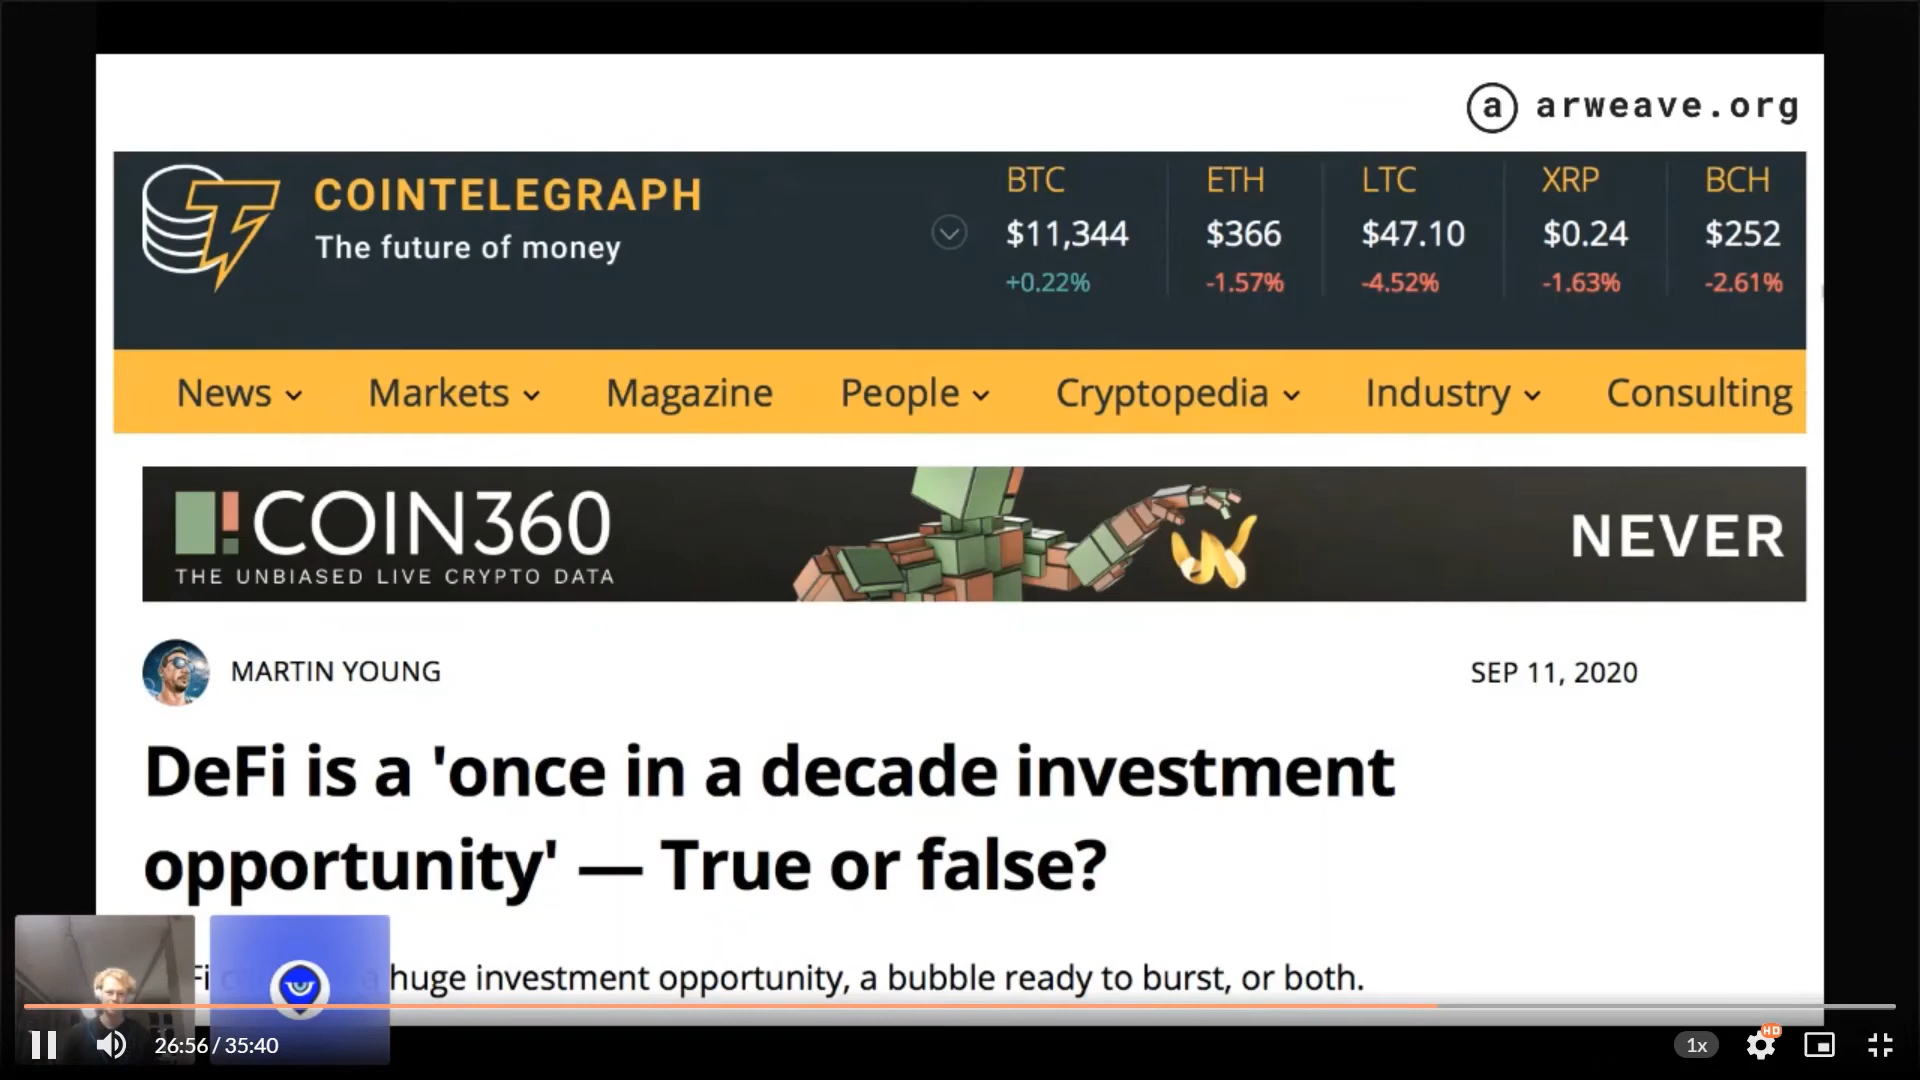 a arweave.org
COINTELEGRAPH
The future of money
BTC ETH LTC XRP BCH
$11,344 $366 $47.10 $0.24 $252
+0.22% -1.57% -4.52% -1.63% -2.61%
News Markets Magazine People Cryptopedia Industry Consulting
COIN360
THE UNBIASED LIVE CRYPTO DATA
NEVER
MARTIN YOUNG SEP 11, 2020
DeFi is a 'once in a decade investment
opportunity' — True or false?
a huge investment opportunity, a bubble ready to burst, or both.
26:56 / 35:40 1x HD